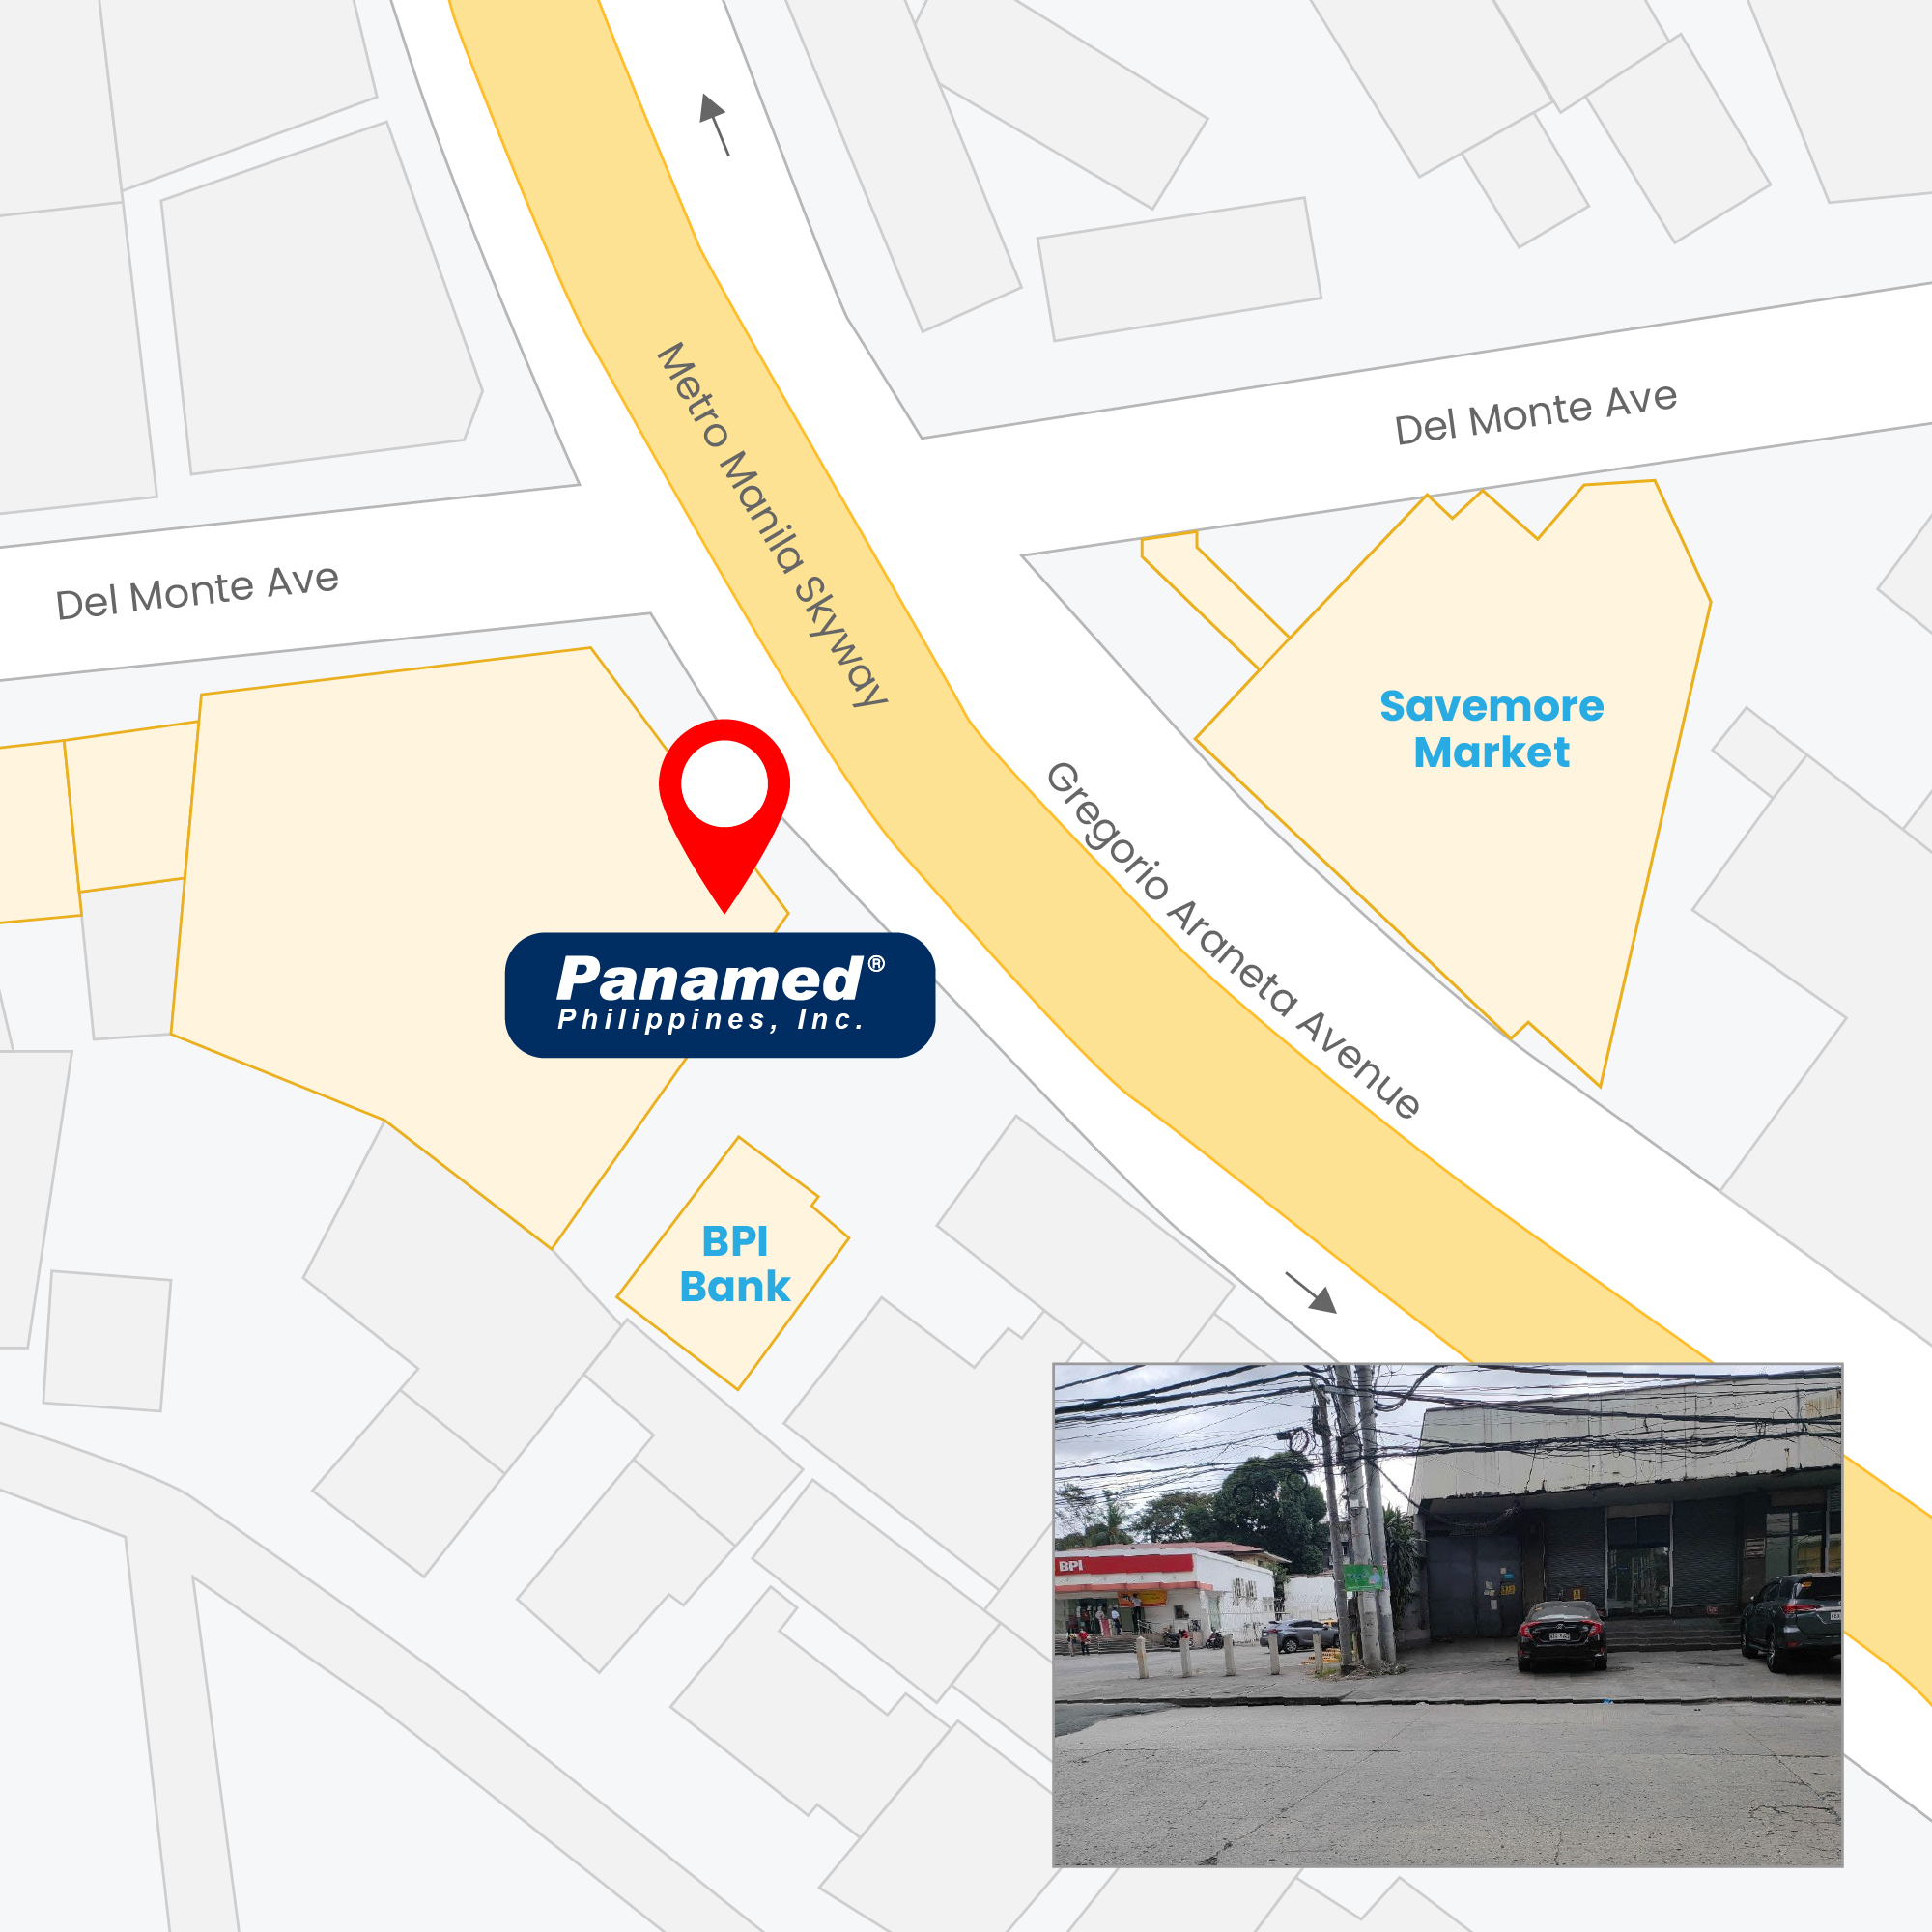 Metro Manila Skyway
Del Monte Ave
Del Monte Ave
Savemore
Market
Gregorio Araneta Avenue
Panamed®
Philippines, Inc.
BPI
Bank
BPI